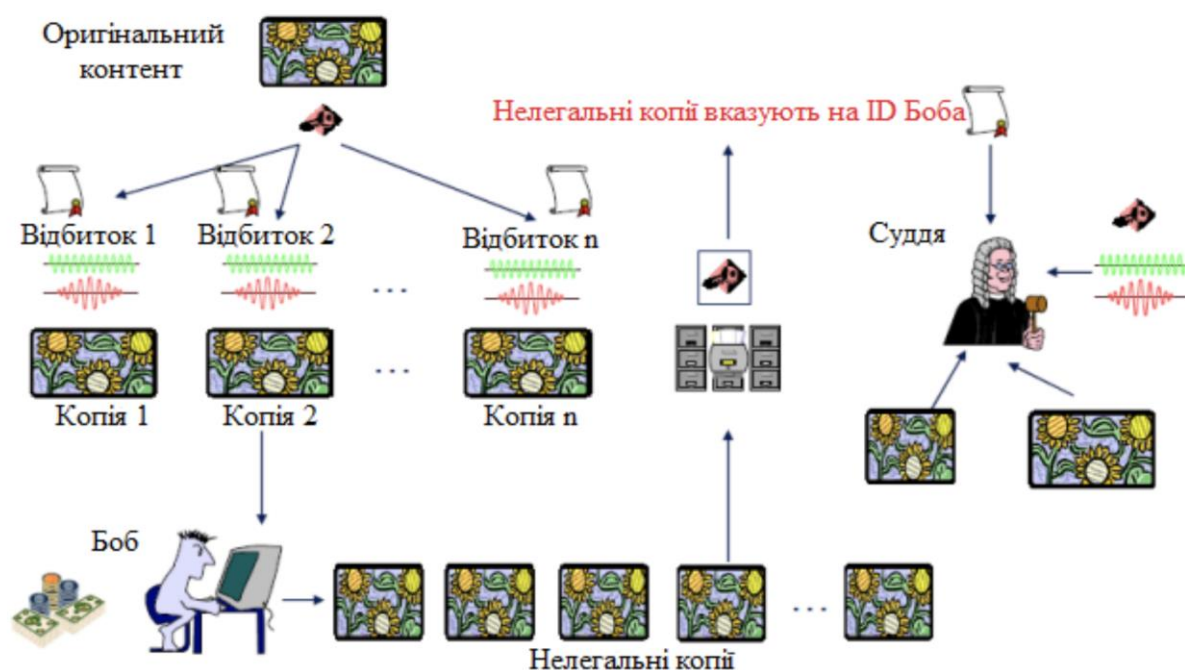 Оригінальний
контент
Нелегальні копії вказують на ID Боба
Відбиток 1
Відбиток 2
Відбиток n
Суддя
...
...
Копія 1
Копія 2
Копія n
Боб
...
Нелегальні копії